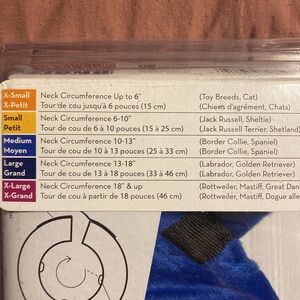 X-Small Neck Circumference Up to 6" (Toy Breeds, Cat)
X-Petit Tour de cou jusqu'à 6 pouces (15 cm) (Chiens d'agrément, Chats)
Small Neck Circumference 6-10" (Jack Russel, Sheltie)
Petit Tour de cou de 6 à 10 pouces (15 à 25 cm) (Jack Russel Terrier, Shetland)
Medium Neck Circumference 10-13" (Border Collie, Spaniel)
Moyen Tour de cou de 10 à 13 pouces (25 à 33 cm) (Border Collie, Spaniel)
Large Neck Circumference 13-18" (Labrador, Golden Retriever)
Grand Tour de cou de 13 à 18 pouces (33 à 46 cm) (Labrador, Golden Retriever)
X-Large Neck Circumference 18" & up (Rottweiler, Mastiff, Great Dan
X-Grand Tour de cou à partir de 18 pouces (46 cm) (Rottweiler, Mastiff, Dogue alle